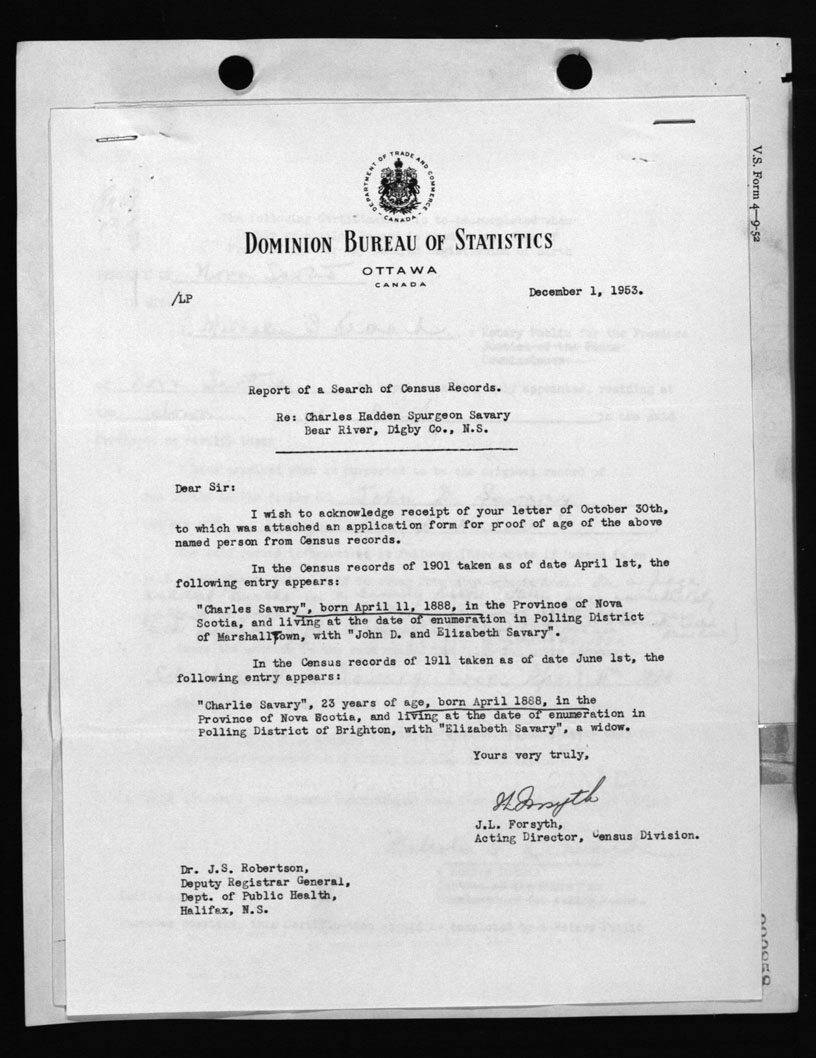 DEPARTMENT OF TRADE AND COMMERCE
- CANADA -
DOMINION BUREAU OF STATISTICS
OTTAWA
CANADA
/LP
December 1, 1953.
V.S. Form 4—9-52
Report of a Search of Census Records.
Re: Charles Hadden Spurgeon Savary
Bear River, Digby Co., N.S.
Dear Sir:
I wish to acknowledge receipt of your letter of October 30th,
to which was attached an application form for proof of age of the above
named person from Census records.
In the Census records of 1901 taken as of date April 1st, the
following entry appears:
"Charles Savary", born April 11, 1888, in the Province of Nova
Scotia, and living at the date of enumeration in Polling District
of Marshalltown, with "John D. and Elizabeth Savary".
In the Census records of 1911 taken as of date June 1st, the
following entry appears:
"Charlie Savary", 23 years of age, born April 1888, in the
Province of Nova Scotia, and living at the date of enumeration in
Polling District of Brighton, with "Elizabeth Savary", a widow.
Yours very truly,
J.L. Forsyth,
Acting Director, Census Division.
Dr. J.S. Robertson,
Deputy Registrar General,
Dept. of Public Health,
Halifax, N.S.